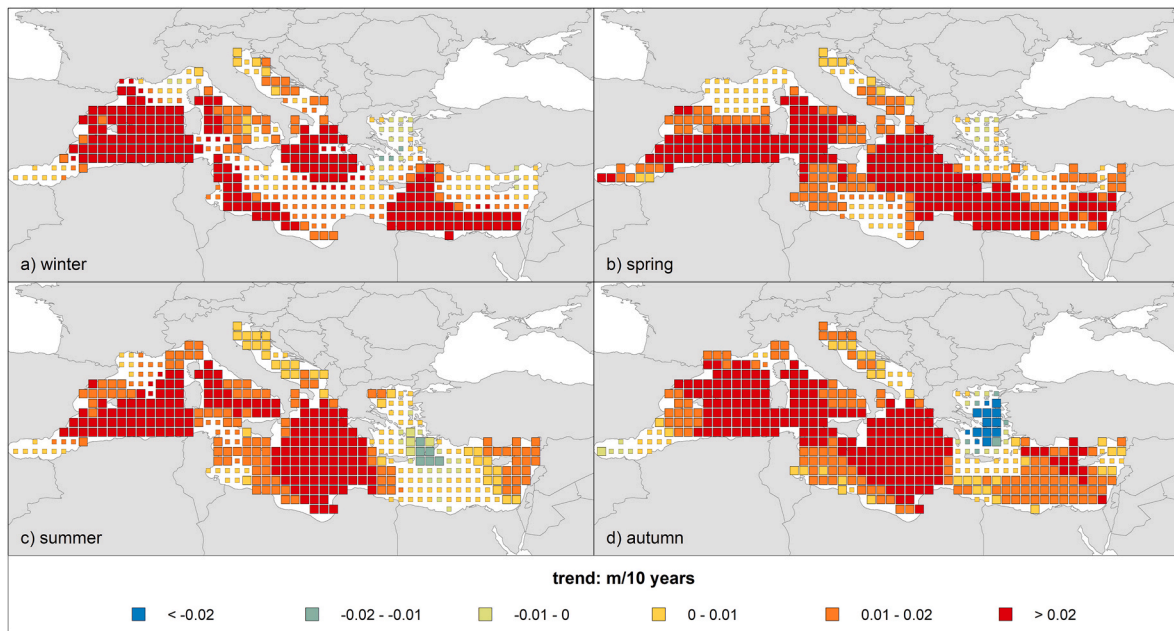 a) winter
b) spring
c) summer
d) autumn
trend: m/10 years
< -0.02
-0.02 - -0.01
-0.01 - 0
0 - 0.01
0.01 - 0.02
> 0.02